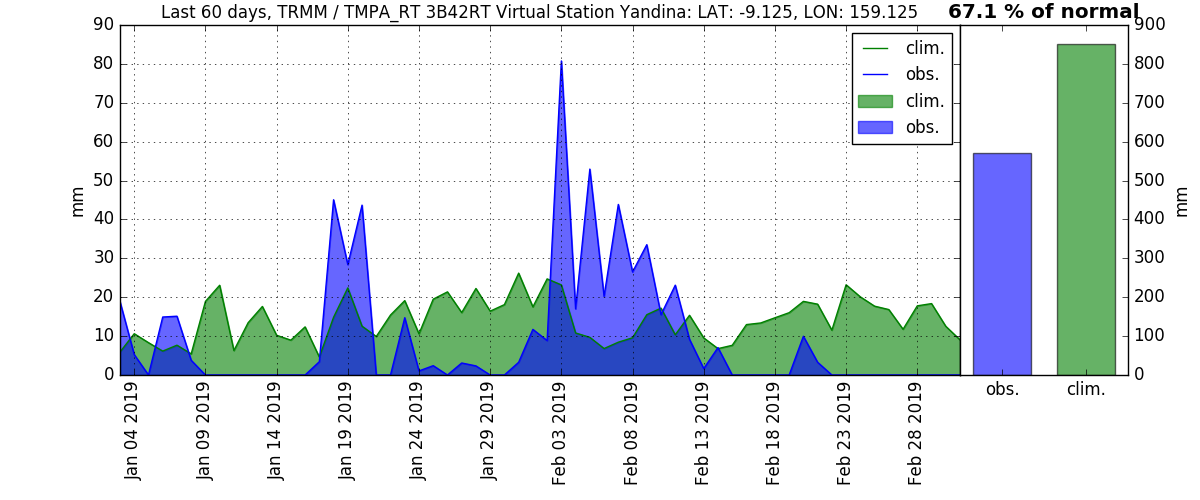 Last 60 days, TRMM / TMPA_RT 3B42RT Virtual Station Yandina: LAT: -9.125, LON: 159.125
67.1 % of normal
90
80
70
60
50
40
30
20
10
0
mm
clim.
obs.
clim.
obs.
900
800
700
600
500
400
300
200
100
0
mm
Jan 04 2019
Jan 09 2019
Jan 14 2019
Jan 19 2019
Jan 24 2019
Jan 29 2019
Feb 03 2019
Feb 08 2019
Feb 13 2019
Feb 18 2019
Feb 23 2019
Feb 28 2019
obs.
clim.